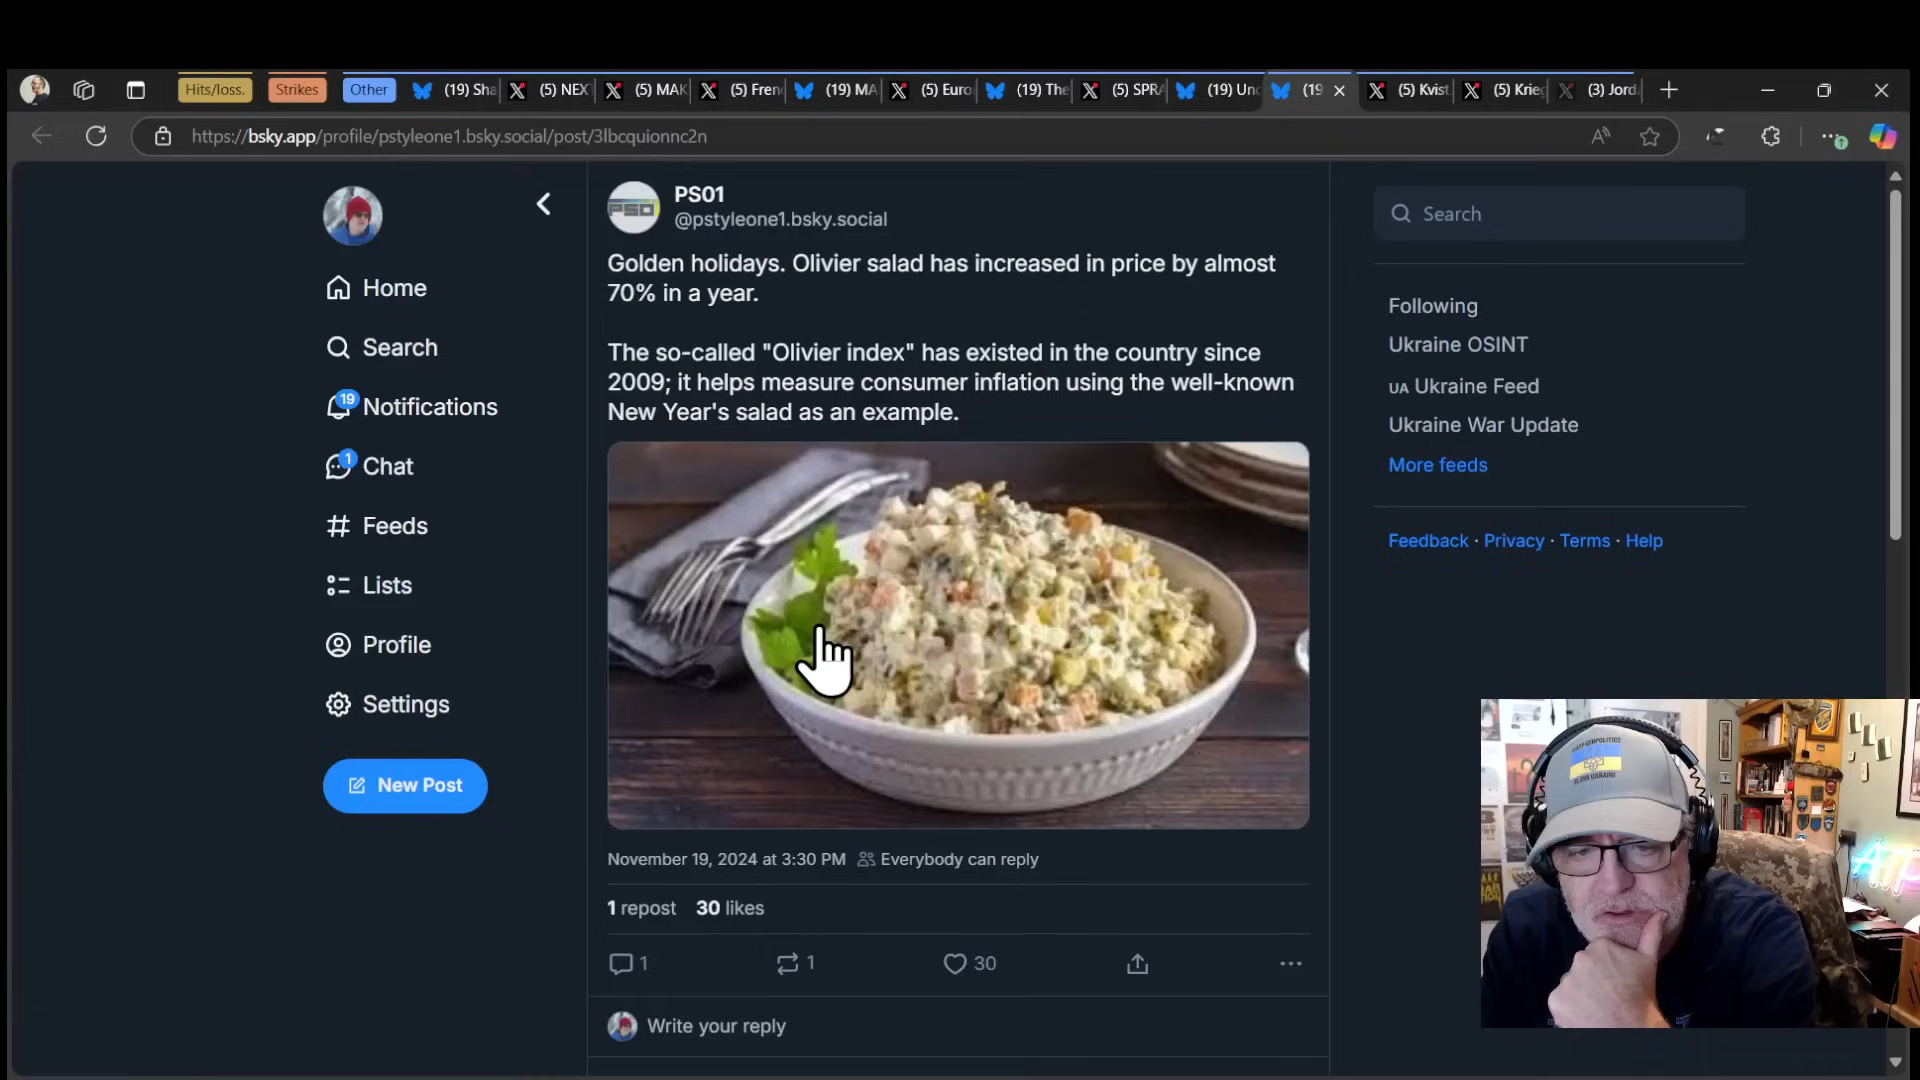 Hits/loss.
Strikes
Other
(19) Sha
(5) NEX
(5) MAK
(5) Fren
(19) MA
(5) Euro
(19) The
(5) SPRA
(19) Unc
(19
(5) Kvist
(5) Krieg
(3) Jorda
https://bsky.app/profile/pstyleone1.bsky.social/post/3lbcquionnc2n
Home
Search
19
Notifications
1
Chat
Feeds
Lists
Profile
Settings
New Post
PSO
PS01
@pstyleone1.bsky.social
Golden holidays. Olivier salad has increased in price by almost
70% in a year.
The so-called "Olivier index" has existed in the country since
2009; it helps measure consumer inflation using the well-known
New Year's salad as an example.
November 19, 2024 at 3:30 PM Everybody can reply
1 repost 30 likes
1
1
30
Write your reply
Search
Following
Ukraine OSINT
UA Ukraine Feed
Ukraine War Update
More feeds
Feedback · Privacy · Terms · Help
ATP